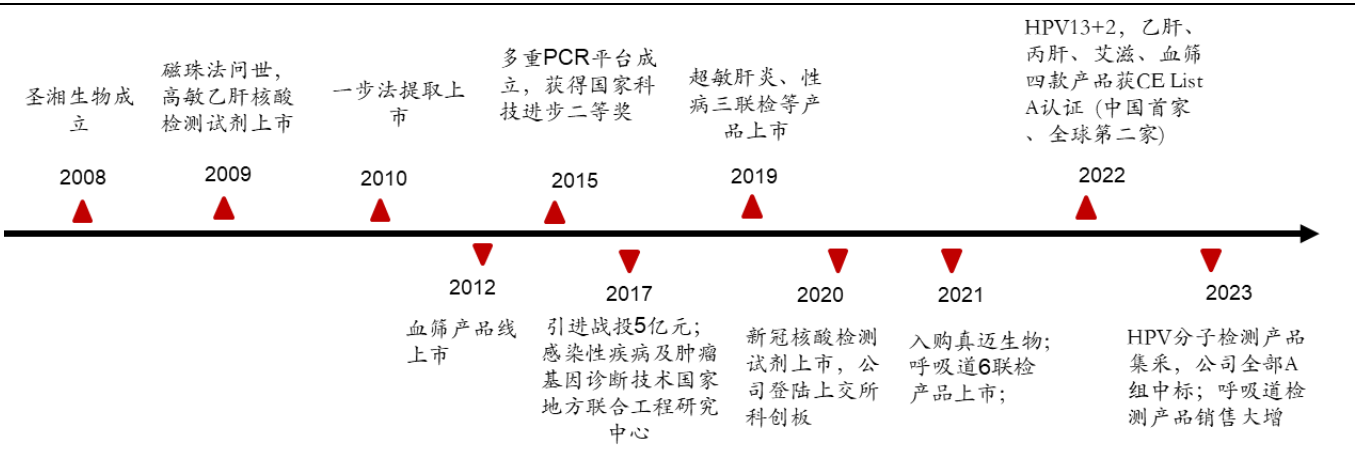 圣湘生物成
立
2008
磁珠法问世，
高敏乙肝核酸
检测试剂上市
2009
一步法提取上
市
2010
血筛产品线
上市
2012
多重PCR平台成
立，获得国家科
技进步二等奖
2015
2017
引进战投5亿元；
感染性疾病及肿瘤
基因诊断技术国家
地方联合工程研究
中心
超敏肝炎、性
病三联检等产
品上市
2019
2020
新冠核酸检测
试剂上市，公
司登陆上交所
科创板
2021
入购真迈生物；
呼吸道6联检
产品上市；
HPV13+2，乙肝、
丙肝、艾滋、血筛
四款产品获CE List
A认证 (中国首家
、全球第二家)
2022
2023
HPV分子检测产品
集采，公司全部A
组中标；呼吸道检
测产品销售大增